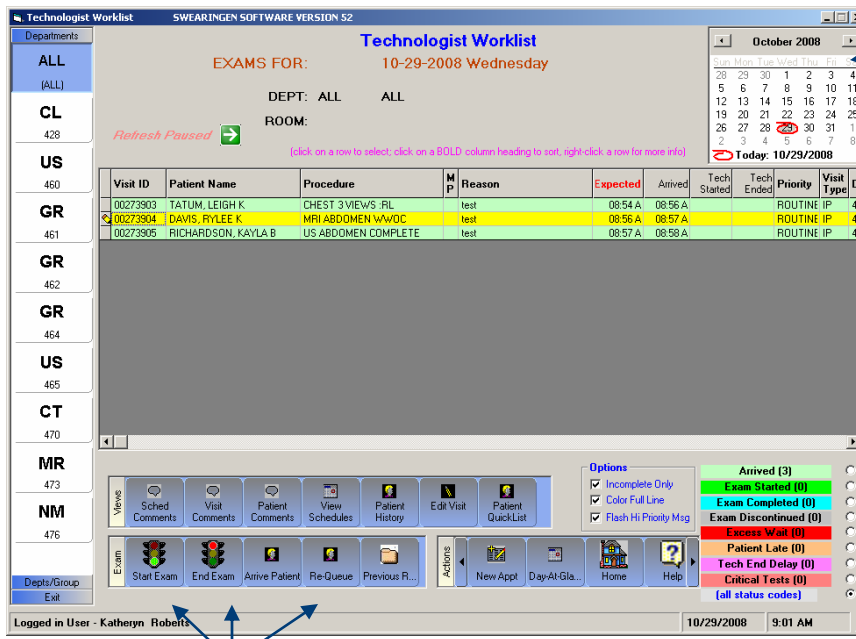 Technologist Worklist SWEARINGEN SOFTWARE VERSION 52
Departments
ALL
(ALL)
CL
428
US
460
GR
461
GR
462
GR
464
US
465
CT
470
MR
473
NM
476
Depts/Group
Exit
Technologist Worklist
EXAMS FOR: 10-29-2008 Wednesday
DEPT: ALL ALL
ROOM:
Refresh Paused
(click on a row to select; click on a BOLD column heading to sort, right-click a row for more info)
October 2008
Sun Mon Tue Wed Thu Fri
28 29 30 1 2 3 4
5 6 7 8 9 10 11
12 13 14 15 16 17 18
19 20 21 22 23 24 25
26 27 28 29 30 31 1
2 3 4 5 6 7 8
Today: 10/29/2008
Visit ID Patient Name Procedure MP Reason Expected Arrived Tech Started Tech Ended Priority Visit Type D
00273903 TATUM, LEIGH K CHEST 3 VIEWS :RL test 08:54 A 08:56 A ROUTINE IP 4
00273904 DAVIS, RYLEE K MRI ABDOMEN WWOC test 08:56 A 08:57 A ROUTINE IP 4
00273905 RICHARDSON, KAYLA B US ABDOMEN COMPLETE test 08:57 A 08:58 A ROUTINE IP 4
Views
Sched Comments
Visit Comments
Patient Comments
View Schedules
Patient History
Edit Visit
Patient QuickList
Exam
Start Exam
End Exam
Arrive Patient
Re-Queue
Previous R...
Actions
New Appt
Day-At-Gla...
Home
Help
Options
Incomplete Only
Color Full Line
Flash Hi Priority Msg
Arrived (3)
Exam Started (0)
Exam Completed (0)
Exam Discontinued (0)
Excess Wait (0)
Patient Late (0)
Tech End Delay (0)
Critical Tests (0)
(all status codes)
Logged in User - Katheryn Roberts 10/29/2008 9:01 AM